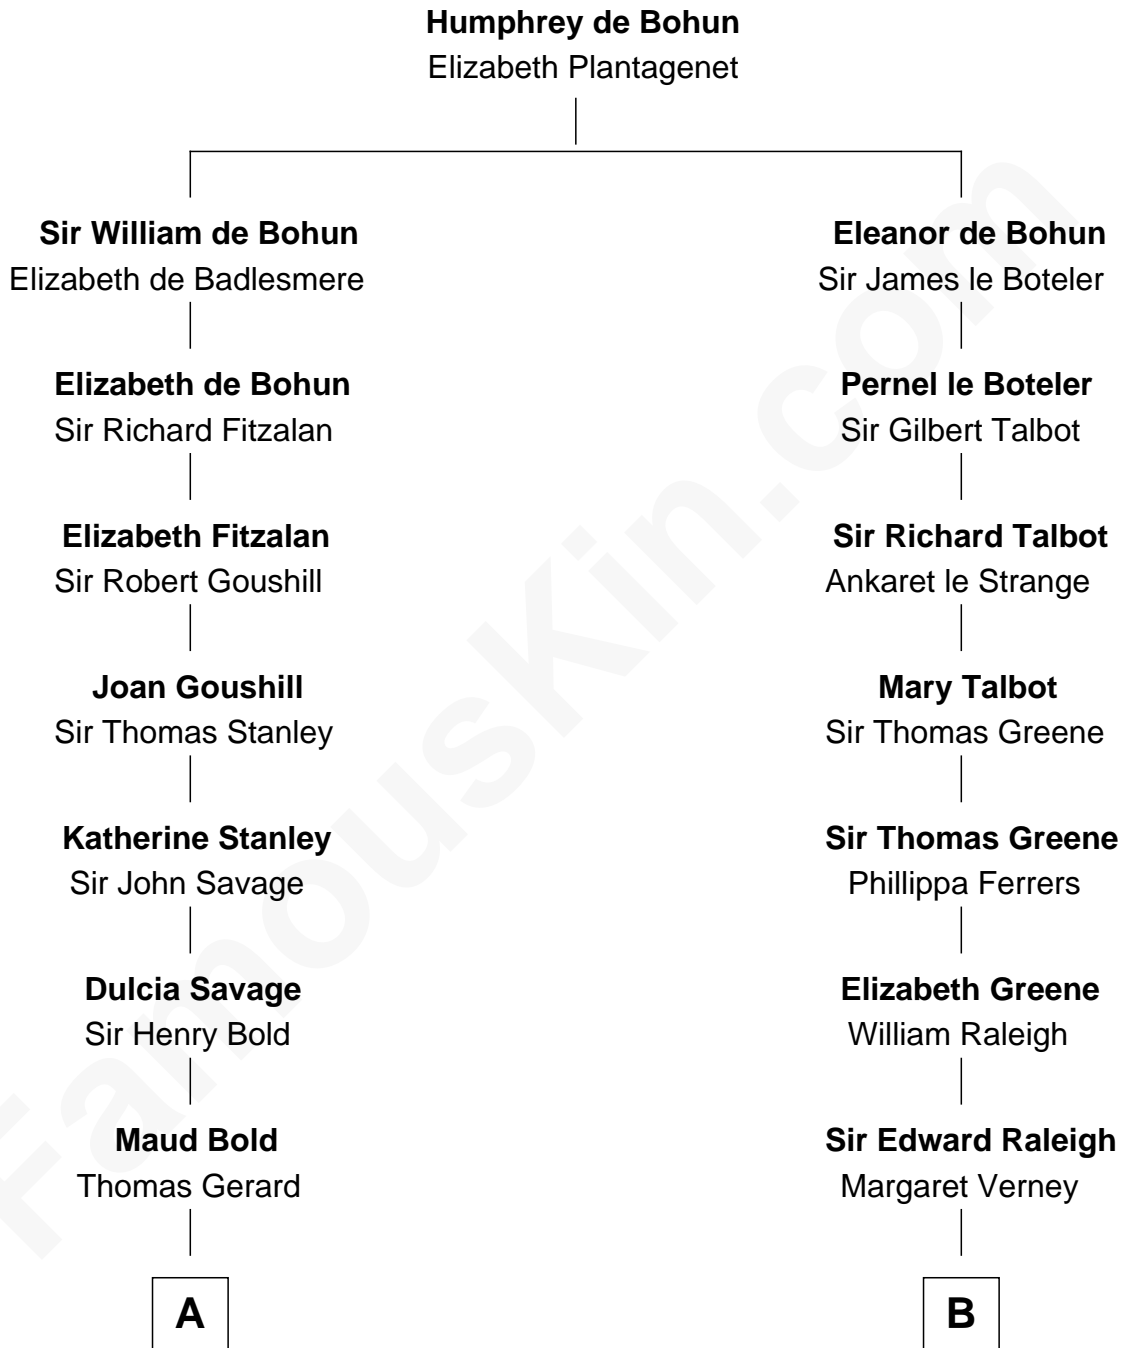 Humphrey de Bohun
Elizabeth Plantagenet
Sir William de Bohun
Elizabeth de Badlesmere
Eleanor de Bohun
Sir James le Boteler
Elizabeth de Bohun
Sir Richard Fitzalan
Pernel le Boteler
Sir Gilbert Talbot
Elizabeth Fitzalan
Sir Robert Goushill
Sir Richard Talbot
Ankaret le Strange
Joan Goushill
Sir Thomas Stanley
Mary Talbot
Sir Thomas Greene
Katherine Stanley
Sir John Savage
Sir Thomas Greene
Phillippa Ferrers
Dulcia Savage
Sir Henry Bold
Elizabeth Greene
William Raleigh
Maud Bold
Thomas Gerard
Sir Edward Raleigh
Margaret Verney
A
B
FamousKin.com